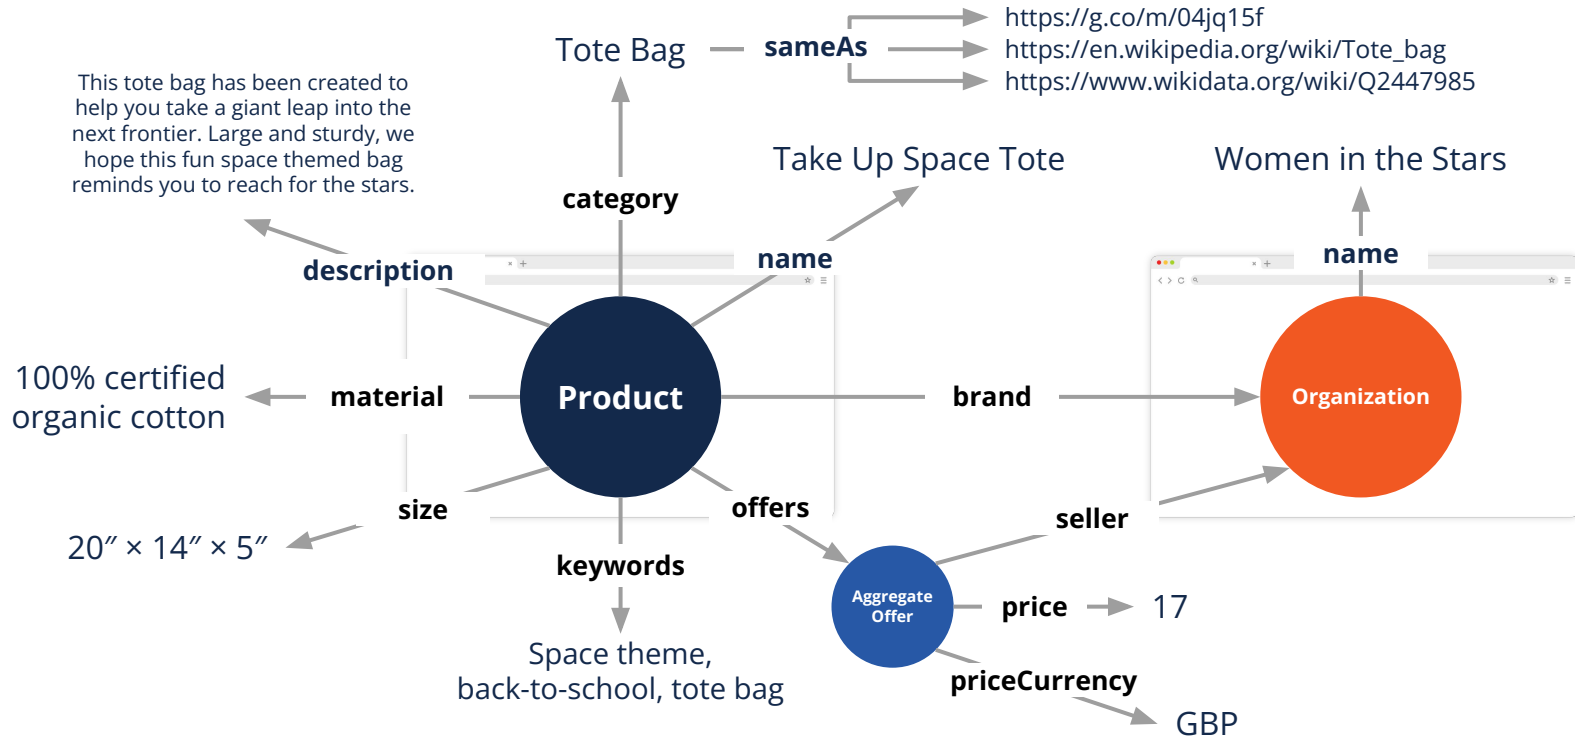 https://g.co/m/04jq15f
Tote Bag
sameAs
https://en.wikipedia.org/wiki/Tote_bag
https://www.wikidata.org/wiki/Q2447985
This tote bag has been created to
help you take a giant leap into the
next frontier. Large and sturdy, we
hope this fun space themed bag
reminds you to reach for the stars.
Take Up Space Tote
Women in the Stars
category
description
name
name
100% certified
organic cotton
material
Product
brand
Organization
size
offers
seller
20″ × 14″ × 5″
keywords
Aggregate
Offer
price
17
Space theme,
back-to-school, tote bag
priceCurrency
GBP